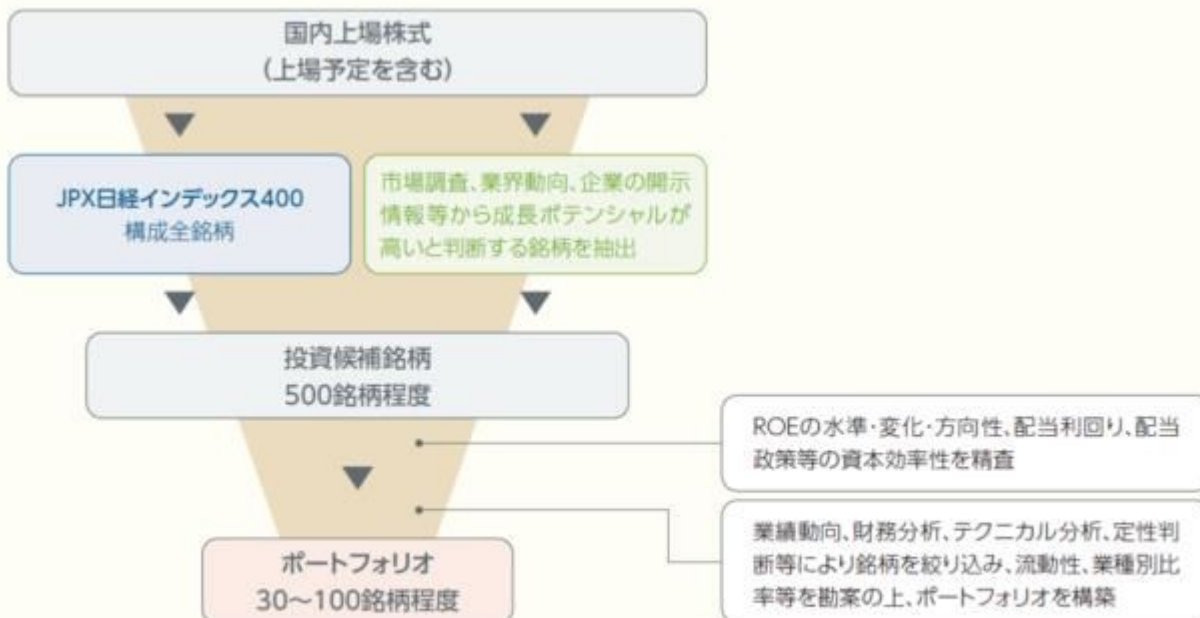 国内上場株式
(上場予定を含む)
JPX日経インデックス400
構成全銘柄
市場調査、業界動向、企業の開示
情報等から成長ポテンシャルが
高いと判断する銘柄を抽出
投資候補銘柄
500銘柄程度
ROEの水準・変化・方向性、配当利回り、配当
政策等の資本効率性を精査
業績動向、財務分析、テクニカル分析、定性判
断等により銘柄を絞り込み、流動性、業種別比
率等を勘案の上、ポートフォリオを構築
ポートフォリオ
30～100銘柄程度